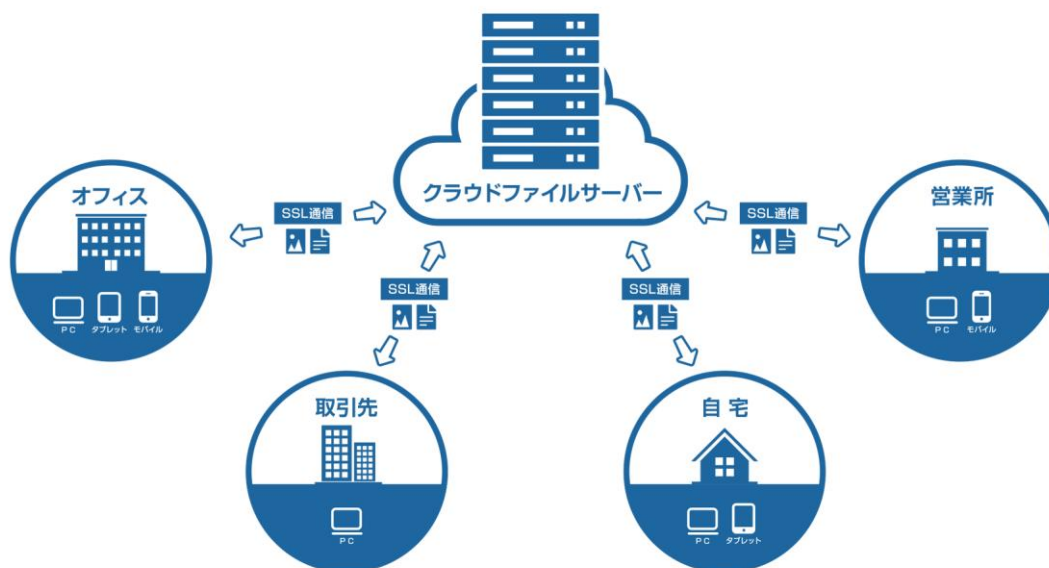 クラウドファイルサーバー
オフィス
SSL通信
PC
タブレット
モバイル
SSL通信
営業所
PC
モバイル
SSL通信
取引先
PC
SSL通信
自宅
PC
タブレット